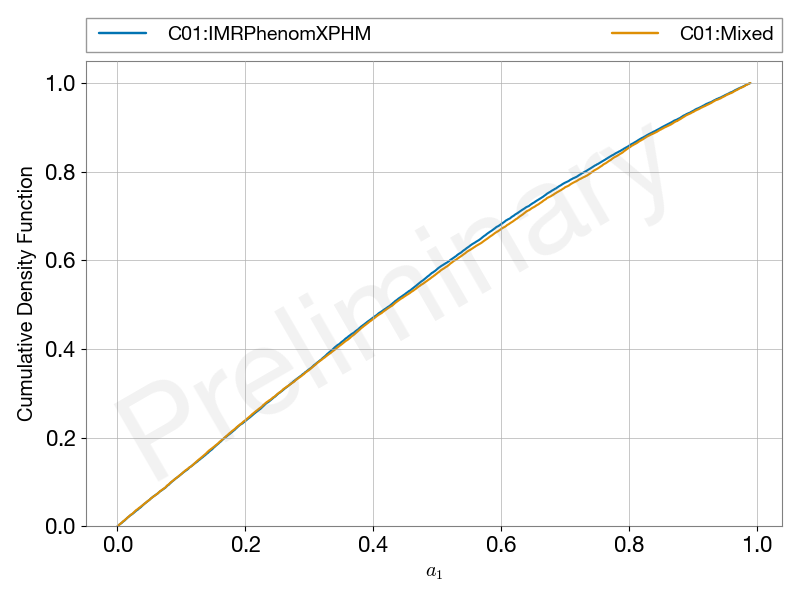 C01:IMRPhenomXPHM C01:Mixed
Cumulative Density Function
1.0
0.8
0.6
0.4
0.2
0.0
Preliminary
0.0 0.2 0.4 0.6 0.8 1.0
a₁